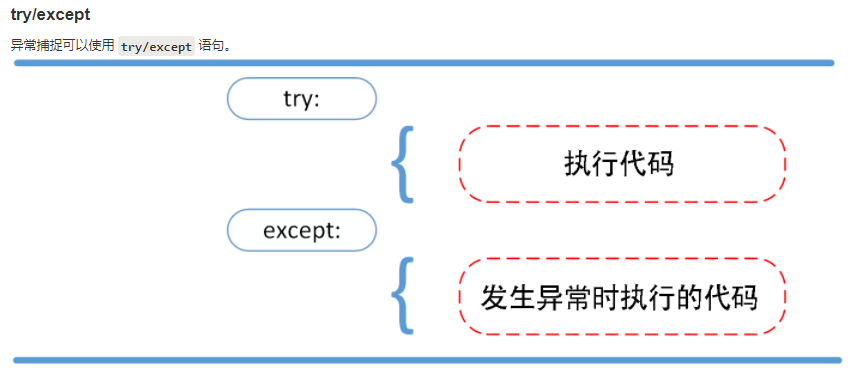 try/except
异常捕捉可以使用 try/except 语句。
try:
执行代码
except:
发生异常时执行的代码